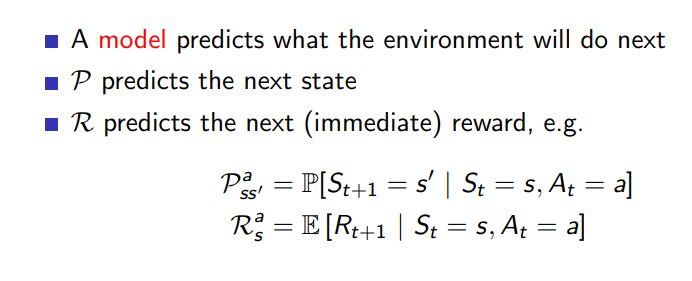 ■ A model predicts what the environment will do next
■ 𝒫 predicts the next state
■ ℛ predicts the next (immediate) reward, e.g.
𝒫ᵃₛₛ′ = ℙ[Sₜ₊₁ = s′ | Sₜ = s, Aₜ = a]
ℛᵃₛ = 𝔼 [Rₜ₊₁ | Sₜ = s, Aₜ = a]